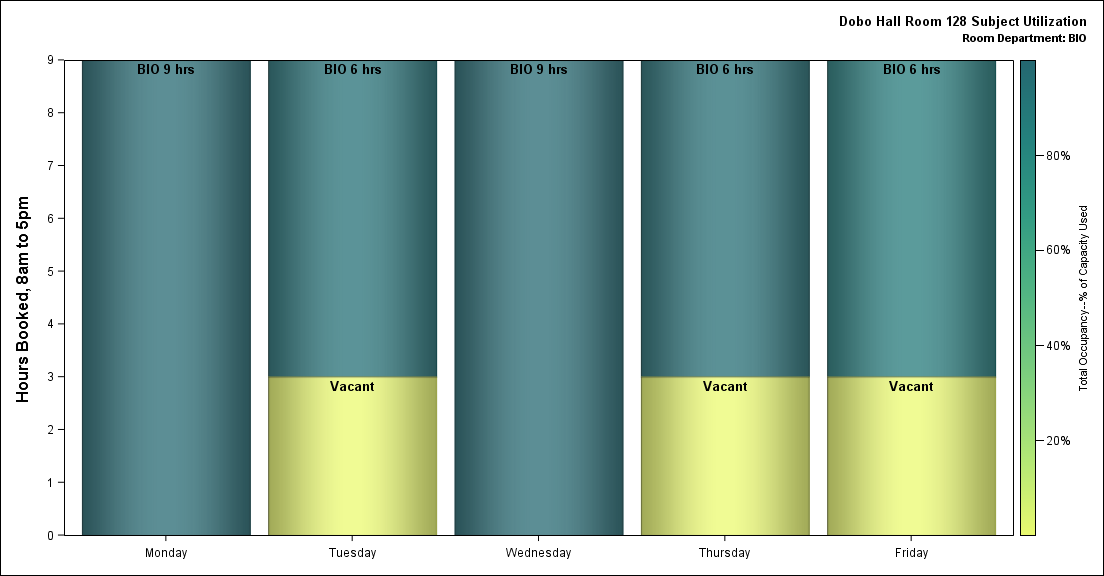 Dobo Hall Room 128 Subject Utilization
Room Department: BIO
Hours Booked, 8am to 5pm
9
8
7
6
5
4
3
2
1
0
BIO 9 hrs
BIO 6 hrs
BIO 9 hrs
BIO 6 hrs
BIO 6 hrs
Vacant
Vacant
Vacant
Monday
Tuesday
Wednesday
Thursday
Friday
80%
60%
40%
20%
Total Occupancy--% of Capacity Used